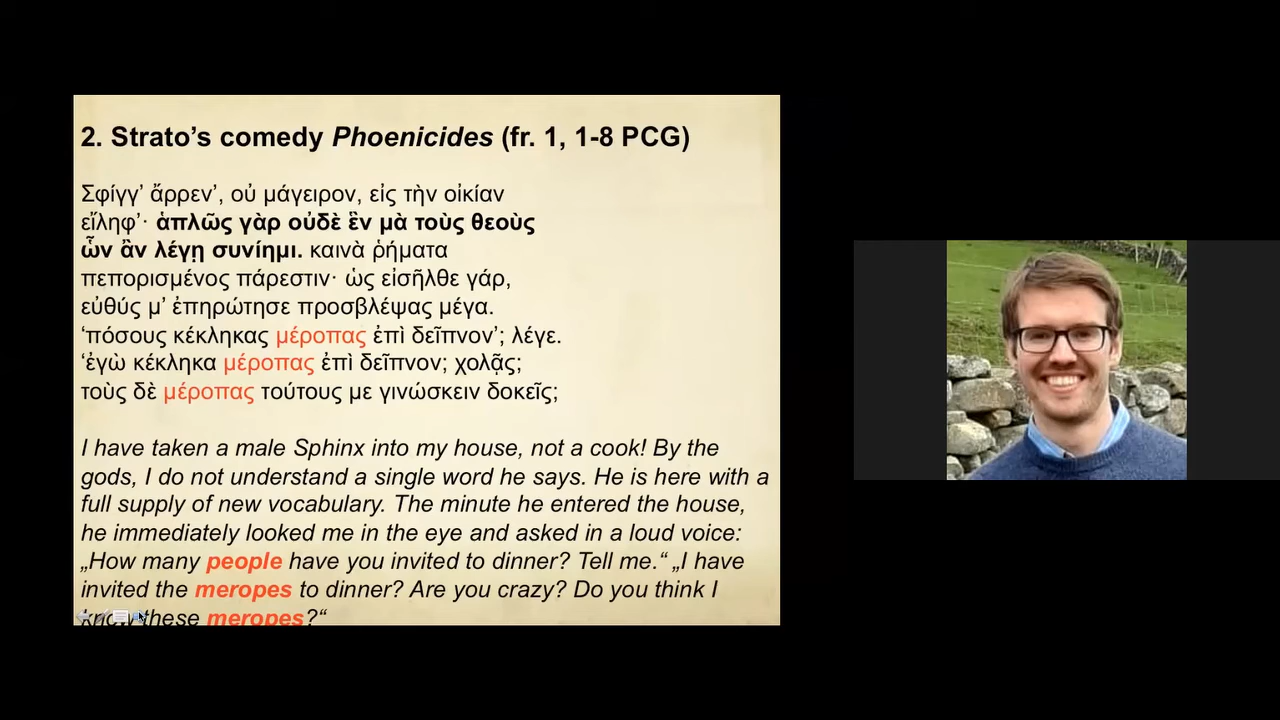 2. Strato’s comedy Phoenicides (fr. 1, 1-8 PCG)
Σφίγγ’ ἄρρεν’, οὐ μάγειρον, εἰς τὴν οἰκίαν
εἴληφ’· ἁπλῶς γὰρ οὐδὲ ἓν μὰ τοὺς θεοὺς
ὧν ἂν λέγῃ συνίημι. καινὰ ῥήματα
πεπορισμένος πάρεστιν· ὡς εἰσῆλθε γάρ,
εὐθύς μ’ ἐπηρώτησε προσβλέψας μέγα.
‘πόσους κέκληκας μέροπας ἐπὶ δεῖπνον’; λέγε.
‘ἐγὼ κέκληκα μέροπας ἐπὶ δεῖπνον; χολᾷς;
τοὺς δὲ μέροπας τούτους με γινώσκειν δοκεῖς;
I have taken a male Sphinx into my house, not a cook! By the
gods, I do not understand a single word he says. He is here with a
full supply of new vocabulary. The minute he entered the house,
he immediately looked me in the eye and asked in a loud voice:
„How many people have you invited to dinner? Tell me.“ „I have
invited the meropes to dinner? Are you crazy? Do you think I
know these meropes?“